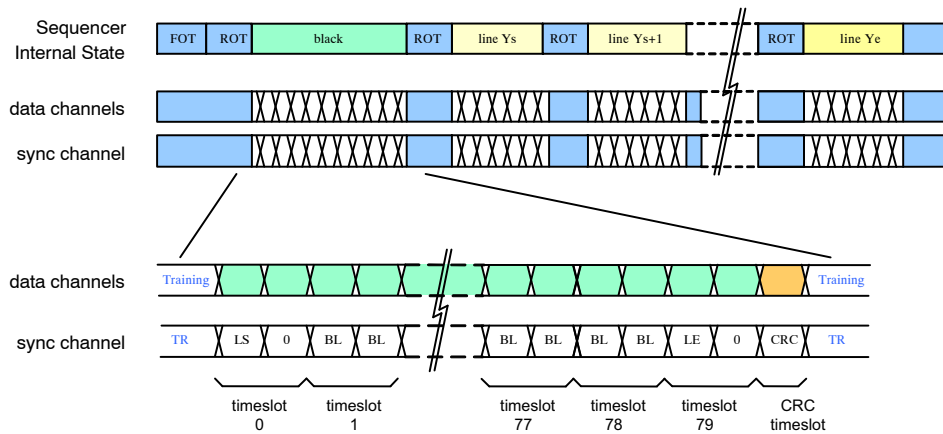 Sequencer
Internal State
FOT ROT black ROT line Ys ROT line Ys+1 ROT line Ye
data channels
sync channel
data channels Training Training
sync channel TR LS 0 BL BL BL BL BL BL LE 0 CRC TR
timeslot timeslot timeslot timeslot timeslot CRC
0 1 77 78 79 timeslot